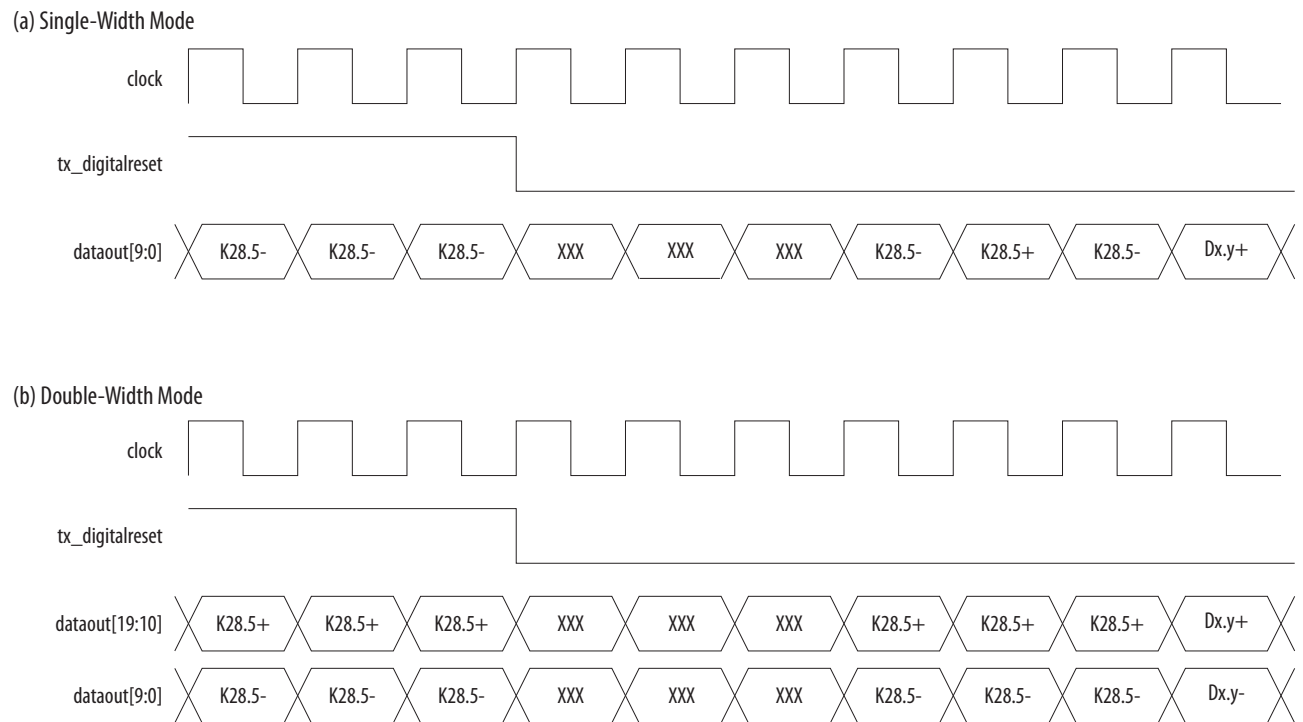 (a) Single-Width Mode
clock
tx_digitalreset
dataout[9:0] K28.5- K28.5- K28.5- XXX XXX XXX K28.5- K28.5+ K28.5- Dx.y+
(b) Double-Width Mode
clock
tx_digitalreset
dataout[19:10] K28.5+ K28.5+ K28.5+ XXX XXX XXX K28.5+ K28.5+ K28.5+ Dx.y+
dataout[9:0] K28.5- K28.5- K28.5- XXX XXX XXX K28.5- K28.5- K28.5- Dx.y-